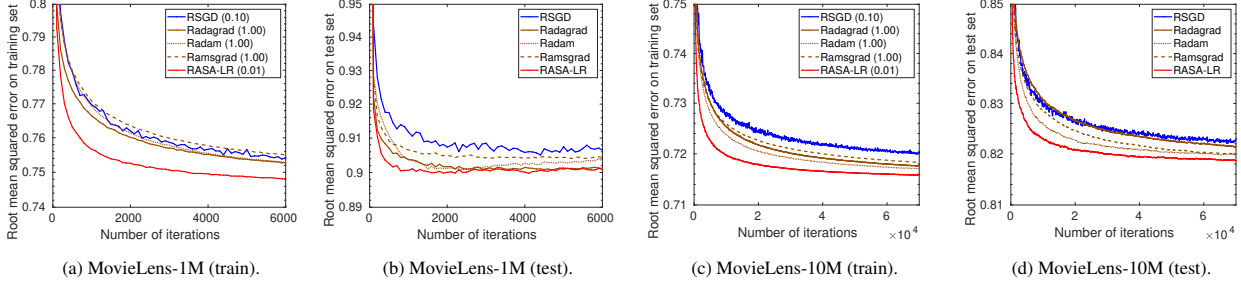 Root mean squared error on training set
0.8
0.79
0.78
0.77
0.76
0.75
0.74
0
2000
4000
6000
Number of iterations
RSGD (0.10)
Radagrad (1.00)
Radam (1.00)
Ramsgrad (1.00)
RASA-LR (0.01)
(a) MovieLens-1M (train).
Root mean squared error on test set
0.95
0.94
0.93
0.92
0.91
0.9
0.89
0
2000
4000
6000
Number of iterations
RSGD (0.10)
Radagrad
Radam
Ramsgrad
RASA-LR
(b) MovieLens-1M (test).
Root mean squared error on training set
0.75
0.74
0.73
0.72
0.71
0
2
4
6
×10⁴
Number of iterations
RSGD (0.10)
Radagrad (1.00)
Radam (1.00)
Ramsgrad (1.00)
RASA-LR (0.01)
(c) MovieLens-10M (train).
Root mean squared error on test set
0.85
0.84
0.83
0.82
0.81
0
2
4
6
×10⁴
Number of iterations
RSGD
Radagrad
Radam
Ramsgrad
RASA-LR
(d) MovieLens-10M (test).